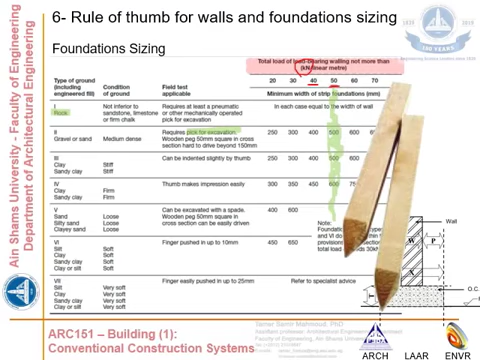 6- Rule of thumb for walls and foundations sizing
Foundations Sizing
Ain Shams University - Faculty of Engineering
Department of Architectural Engineering
100 YEARS
Total load of load-bearing walling not more than
(kN/linear metre)
Type of ground
(including
engineered fill)
Condition
of ground
Field test
applicable
20 30 40 50 60 70
Minimum width of strip foundations (mm)
I
Rock
Not inferior to
sandstone, limestone
or firm chalk
Requires at least a pneumatic
or other mechanically operated
pick for excavation
In each case equal to the width of wall
II
Gravel or sand
Medium dense
Requires pick for excavation.
Wooden peg 50mm square in cross
section hard to drive beyond 150mm
250 300 400 500 600
III
Clay
Sandy clay
Stiff
Stiff
Can be indented slightly by thumb
250 300 400 500 600
IV
Clay
Sandy clay
Firm
Firm
Thumb makes impression easily
300 350 450 600
V
Sand
Silty sand
Clayey sand
Loose
Loose
Loose
Can be excavated with a spade.
Wooden peg 50mm square in
cross section can be easily driven
400 600
Note:
VI
Silt
Clay
Sandy clay
Clay or silt
Soft
Soft
Soft
Soft
Finger pushed in up to 10mm
450 650
VII
Silt
Clay
Sandy clay
Clay or silt
Very soft
Very soft
Very soft
Very soft
Finger easily pushed in up to 25mm
Refer to specialist advice
Wall
W P
X
T
O.C.
ARC151 – Building (1):
Conventional Construction Systems
Tamer Samir Mahmoud, PhD
ARCH LAAR ENVR